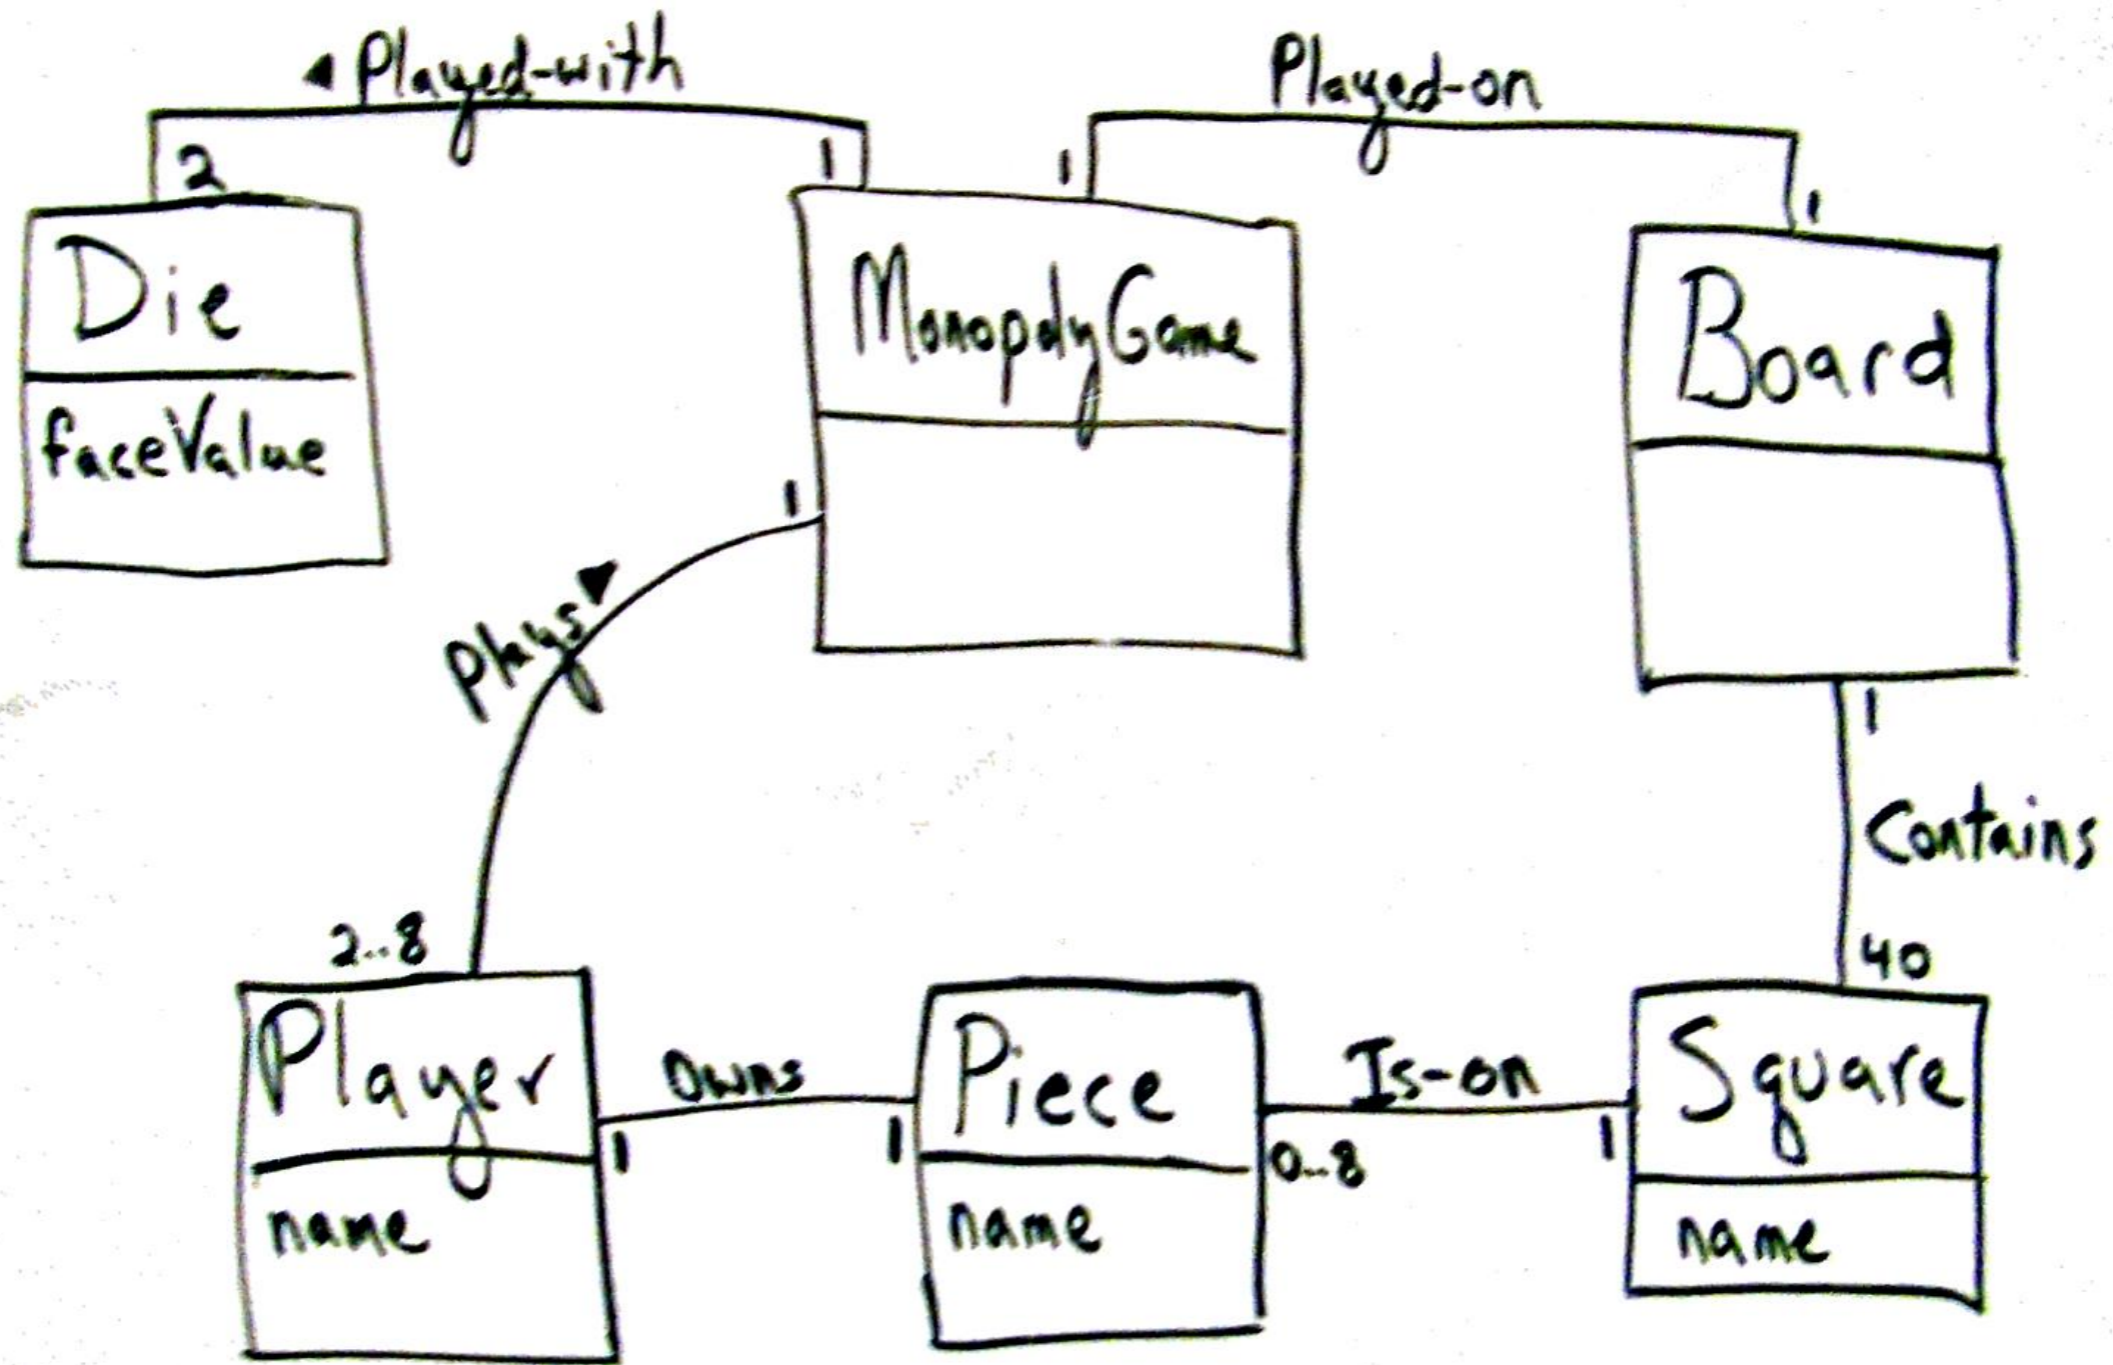 ◄ Played-with
Played-on
2
1
1
1
Die
faceValue
MonopolyGame
Board
1
Plays
1
Contains
2..8
40
Player
name
Owns
1
1
Piece
name
Is-on
0..8
1
Square
name